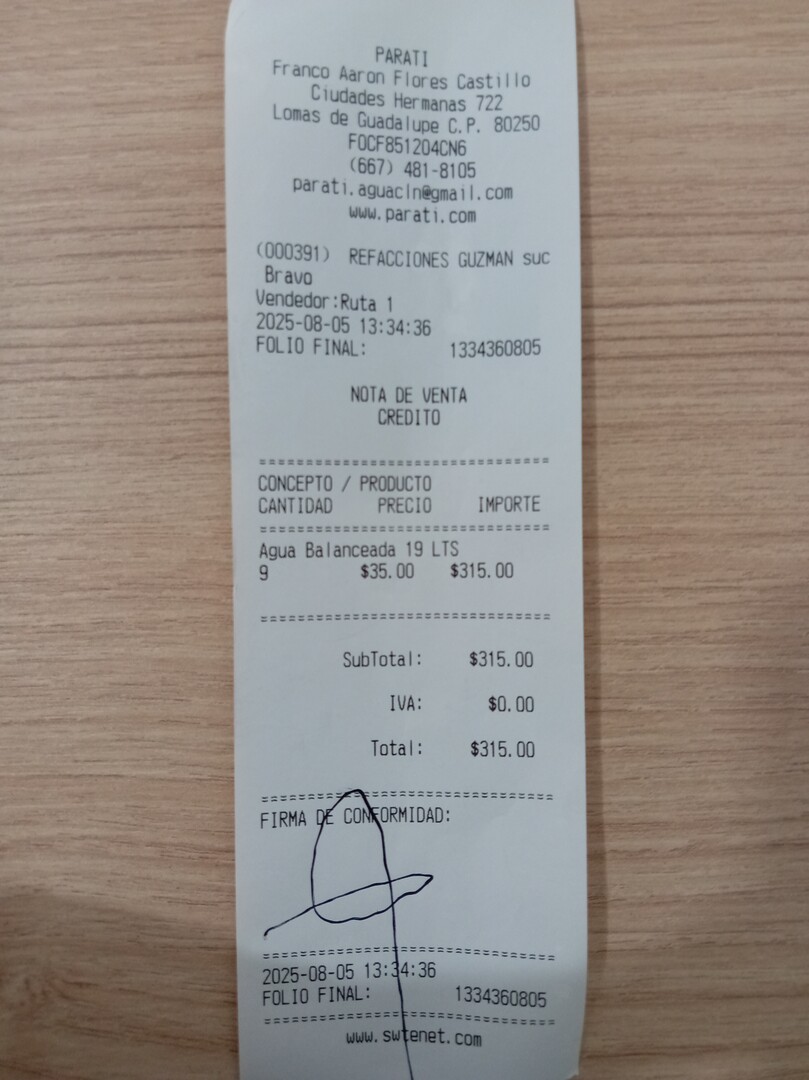 PARATI
Franco Aaron Flores Castillo
Ciudades Hermanas 722
Lomas de Guadalupe C.P. 80250
FOCF851204CN6
(667) 481-8105
parati.aguacln@gmail.com
www.parati.com
(000391) REFACCIONES GUZMAN suc
Bravo
Vendedor:Ruta 1
2025-08-05 13:34:36
FOLIO FINAL: 1334360805
NOTA DE VENTA
CREDITO
==================================
CONCEPTO / PRODUCTO
CANTIDAD PRECIO IMPORTE
==================================
Agua Balanceada 19 LTS
9 $35.00 $315.00
==================================
SubTotal: $315.00
IVA: $0.00
Total: $315.00
==================================
FIRMA DE CONFORMIDAD:
==================================
2025-08-05 13:34:36
FOLIO FINAL: 1334360805
==================================
www.swtenet.com